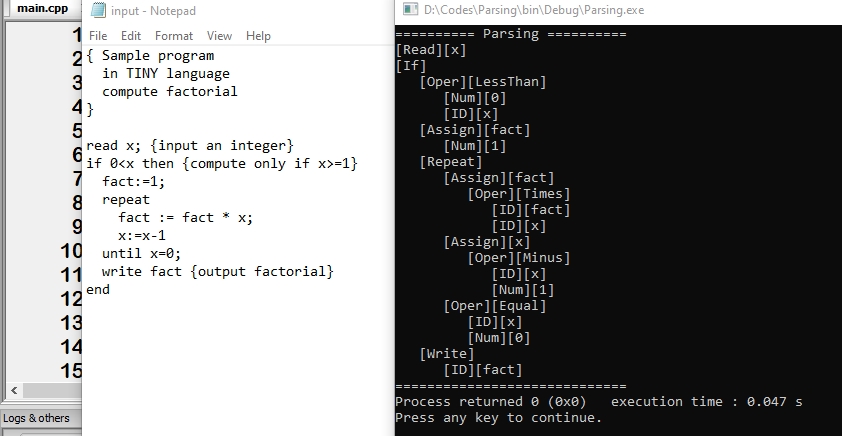 main.cpp
1
2
3
4
5
6
7
8
9
10
11
12
13
14
15
Logs & others
input - Notepad
File Edit Format View Help
{ Sample program
  in TINY language
  compute factorial
}

read x; {input an integer}
if 0<x then {compute only if x>=1}
  fact:=1;
  repeat
    fact := fact * x;
    x:=x-1
  until x=0;
  write fact {output factorial}
end
D:\Codes\Parsing\bin\Debug\Parsing.exe
========== Parsing ==========
[Read][x]
[If]
   [Oper][LessThan]
      [Num][0]
      [ID][x]
   [Assign][fact]
      [Num][1]
   [Repeat]
      [Assign][fact]
         [Oper][Times]
            [ID][fact]
            [ID][x]
      [Assign][x]
         [Oper][Minus]
            [ID][x]
            [Num][1]
      [Oper][Equal]
         [ID][x]
         [Num][0]
   [Write]
      [ID][fact]
=============================
Process returned 0 (0x0)   execution time : 0.047 s
Press any key to continue.